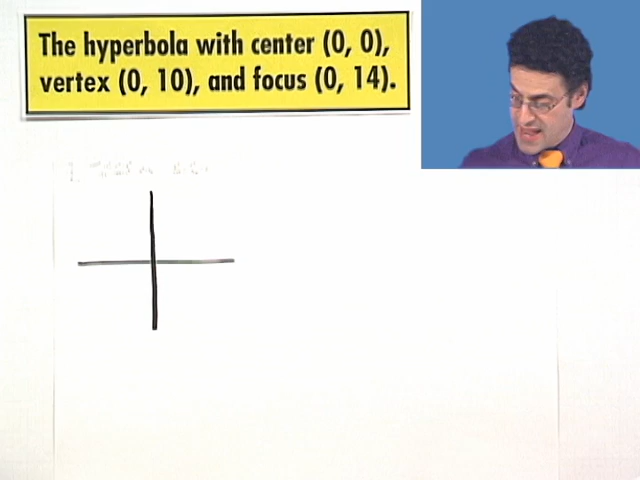 The hyperbola with center (0, 0),
vertex (0, 10), and focus (0, 14).